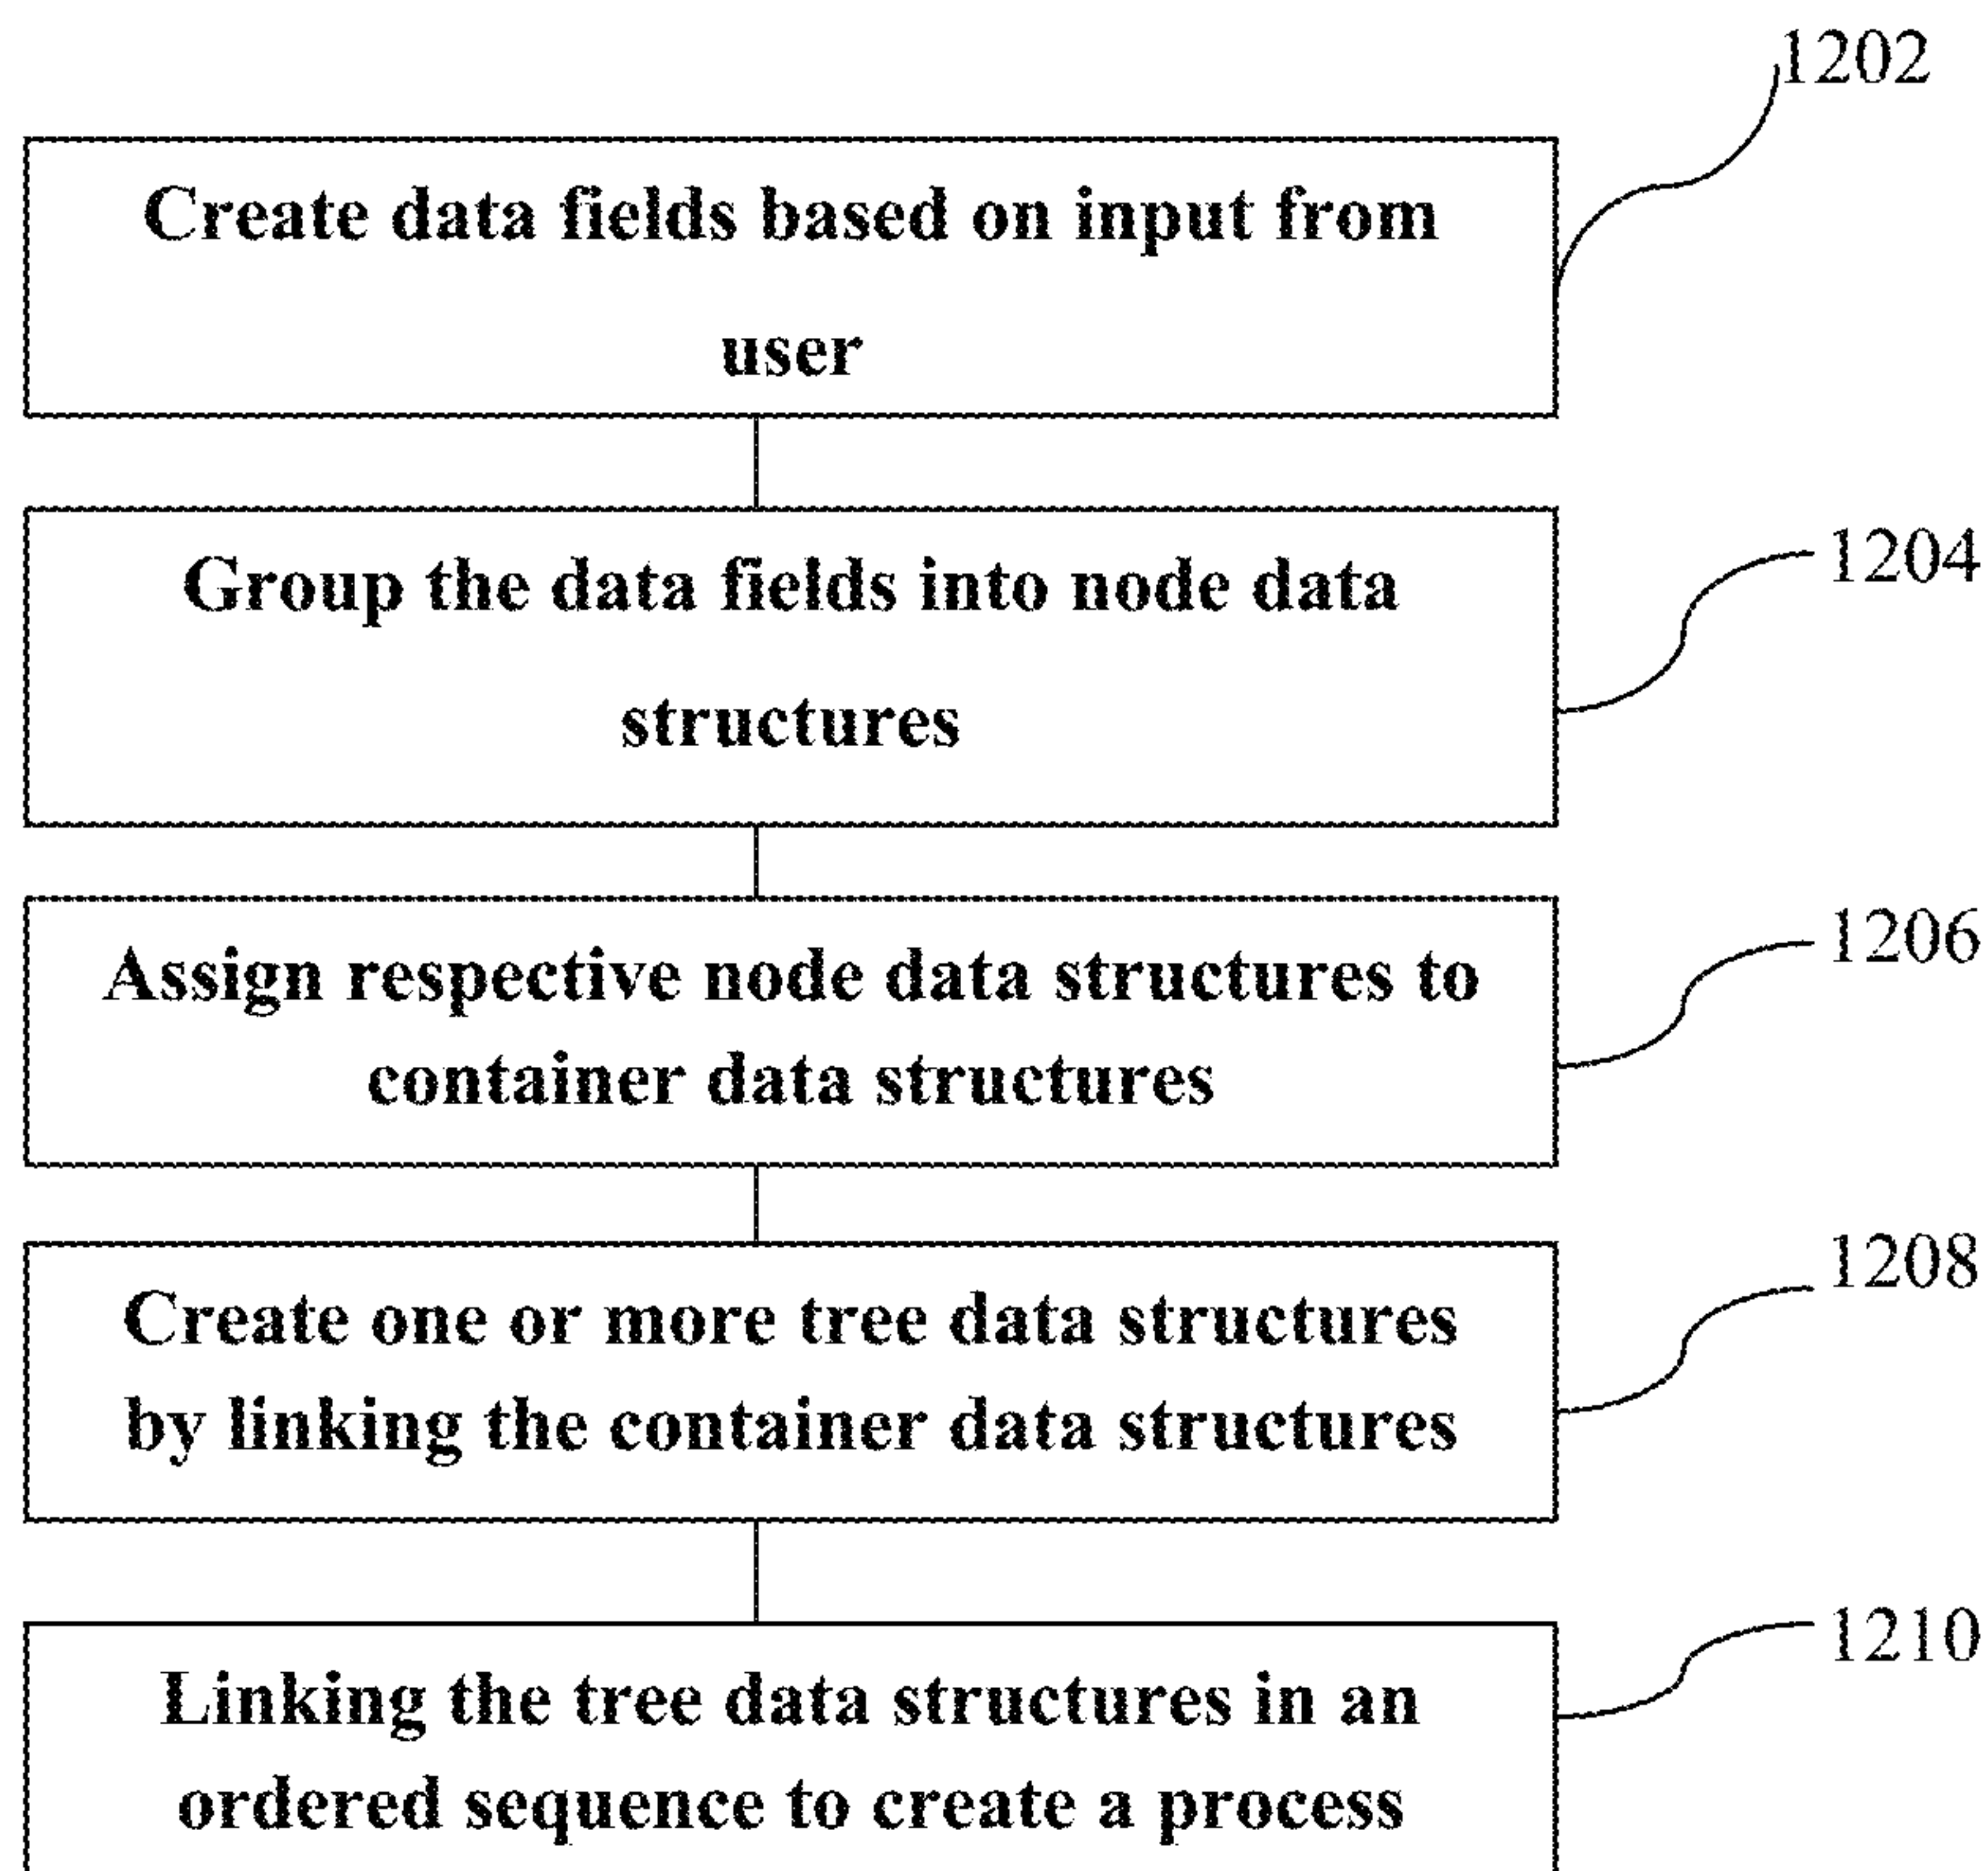 1202
Create data fields based on input from
user
Group the data fields into node data
structures
1204
Assign respective node data structures to
container data structures
1206
Create one or more tree data structures
by linking the container data structures
1208
Linking the tree data structures in an
ordered sequence to create a process
1210